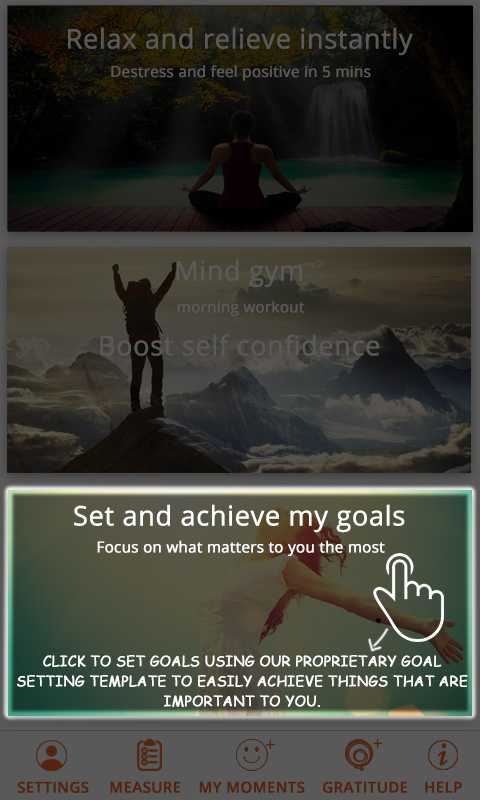 Relax and relieve instantly
Destress and feel positive in 5 mins
Mind gym
morning workout
Boost self confidence
Set and achieve my goals
Focus on what matters to you the most
CLICK TO SET GOALS USING OUR PROPRIETARY GOAL
SETTING TEMPLATE TO EASILY ACHIEVE THINGS THAT ARE
IMPORTANT TO YOU.
SETTINGS MEASURE MY MOMENTS GRATITUDE HELP